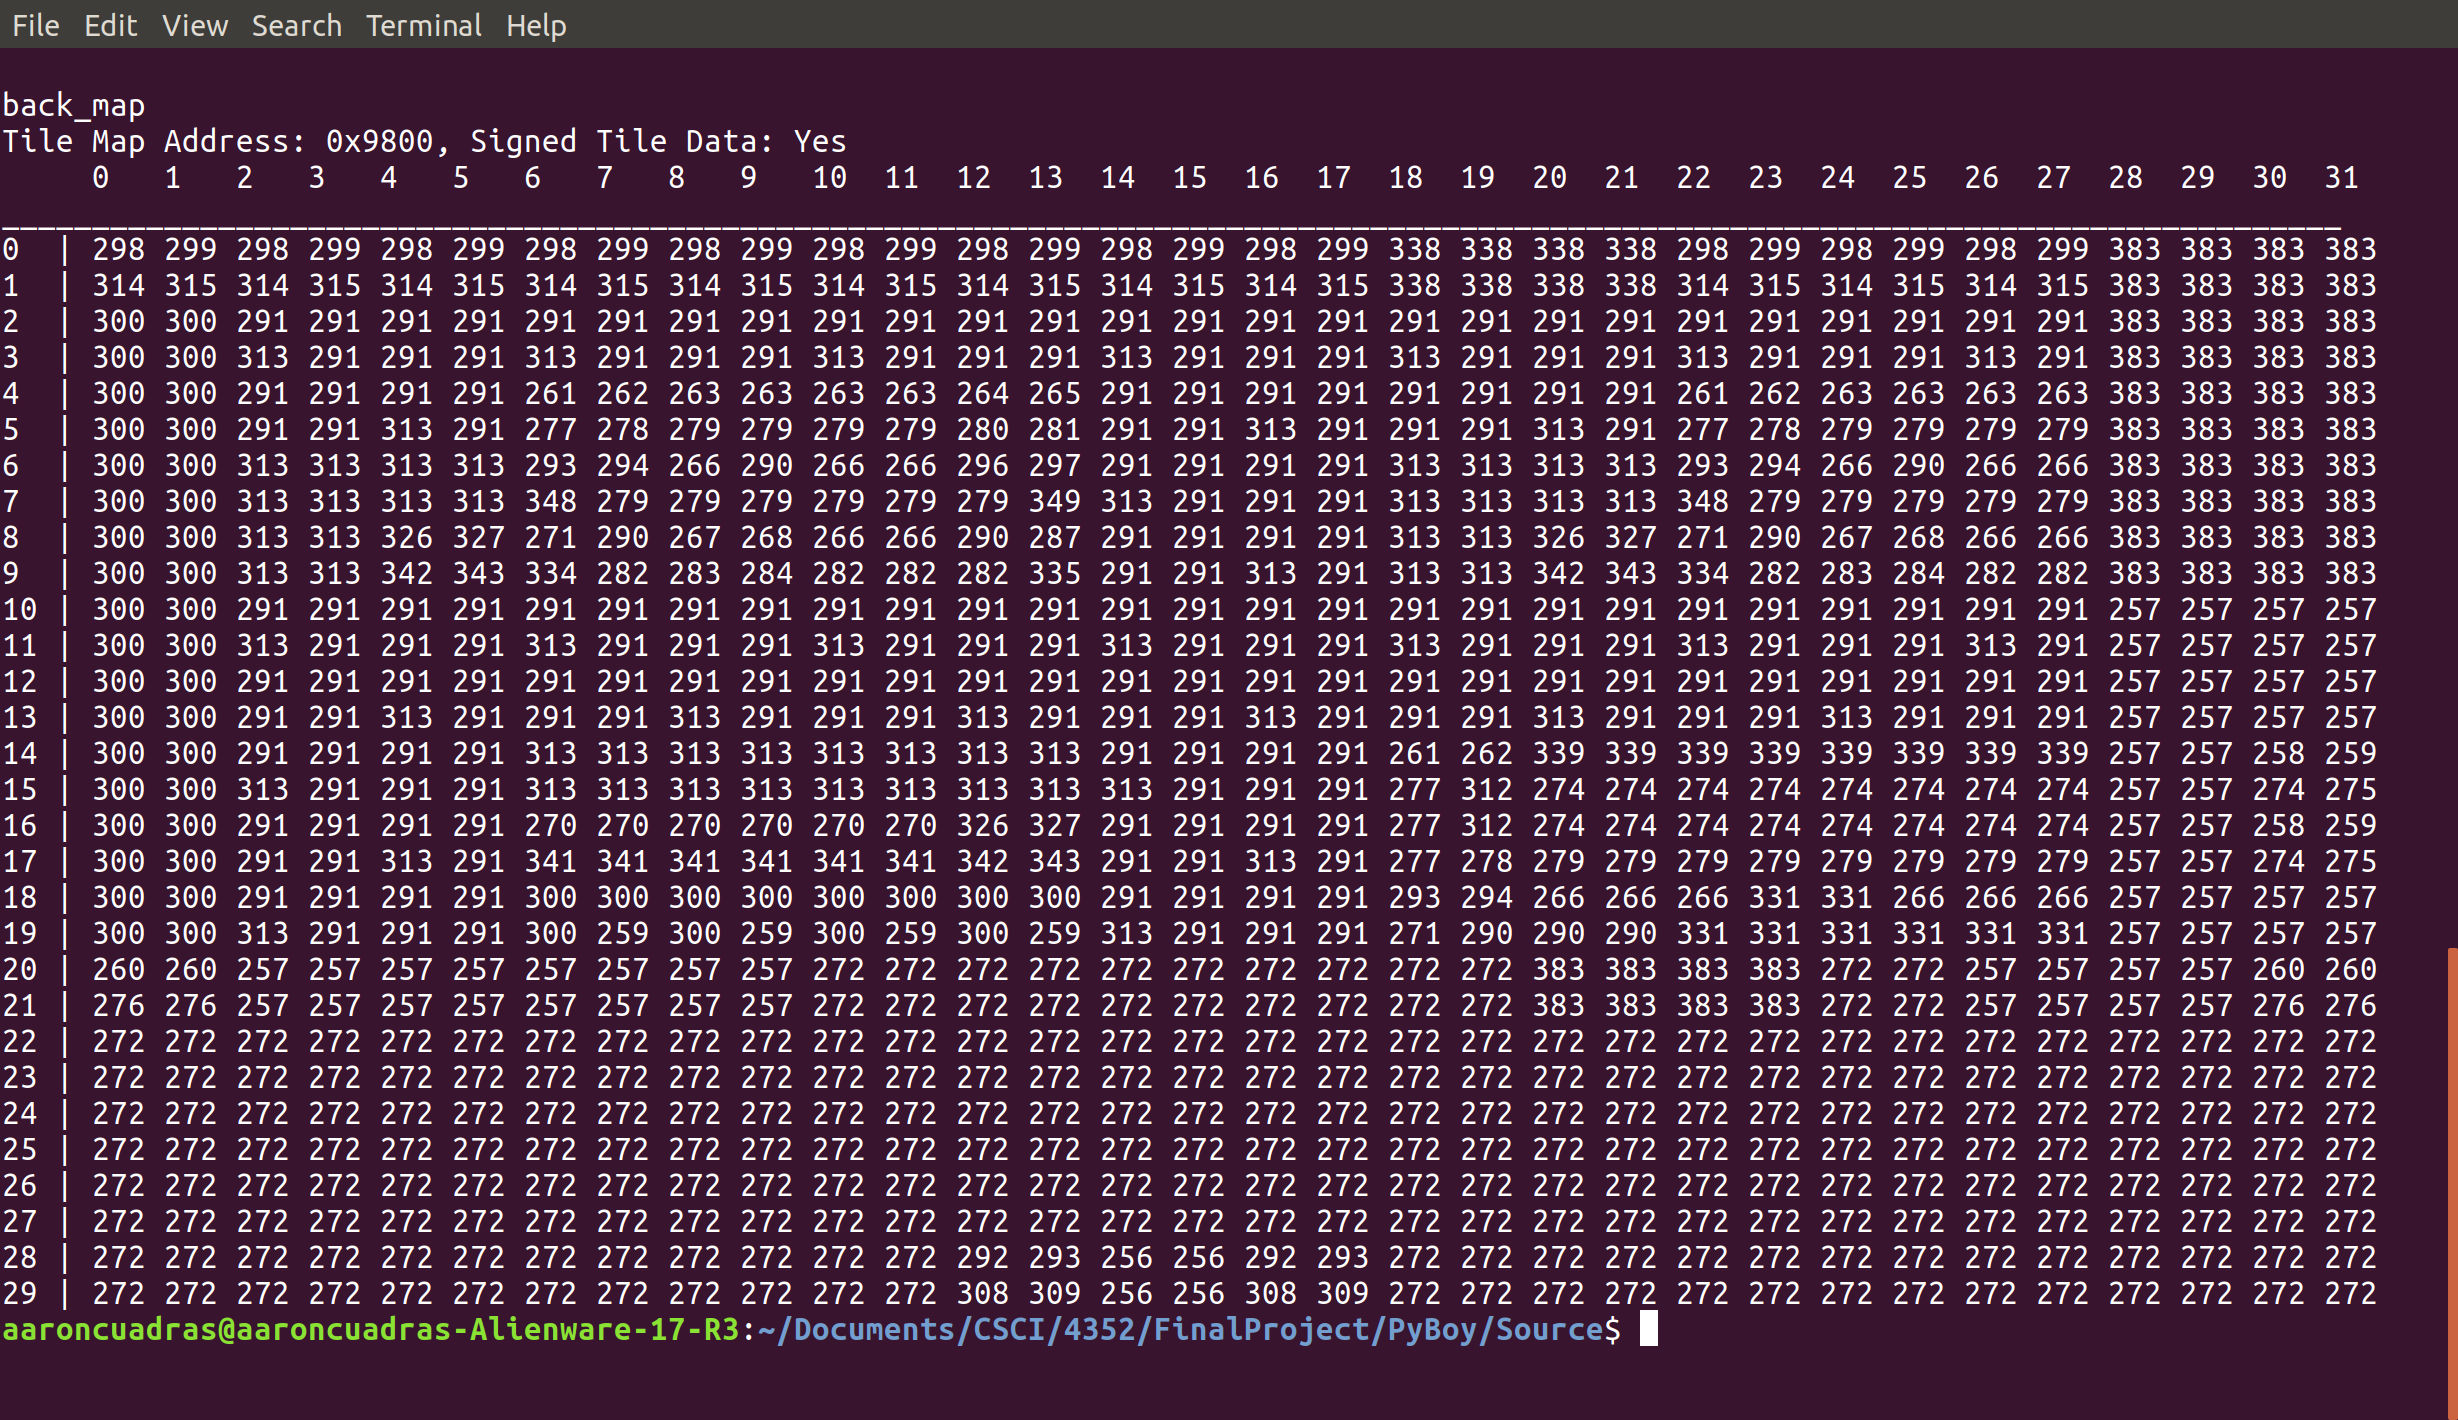 File Edit View Search Terminal Help
back_map
Tile Map Address: 0x9800, Signed Tile Data: Yes
0 1 2 3 4 5 6 7 8 9 10 11 12 13 14 15 16 17 18 19 20 21 22 23 24 25 26 27 28 29 30 31
0 | 298 299 298 299 298 299 298 299 298 299 298 299 298 299 298 299 298 299 338 338 338 338 298 299 298 299 298 299 383 383 383 383
1 | 314 315 314 315 314 315 314 315 314 315 314 315 314 315 314 315 314 315 338 338 338 338 314 315 314 315 314 315 383 383 383 383
2 | 300 300 291 291 291 291 291 291 291 291 291 291 291 291 291 291 291 291 291 291 291 291 291 291 291 291 291 291 383 383 383 383
3 | 300 300 313 291 291 291 313 291 291 291 313 291 291 291 313 291 291 291 313 291 291 291 313 291 291 291 313 291 383 383 383 383
4 | 300 300 291 291 291 291 261 262 263 263 263 263 264 265 291 291 291 291 291 291 291 291 261 262 263 263 263 263 383 383 383 383
5 | 300 300 291 291 313 291 277 278 279 279 279 279 280 281 291 291 313 291 291 291 313 291 277 278 279 279 279 279 383 383 383 383
6 | 300 300 313 313 313 313 293 294 266 290 266 266 296 297 291 291 291 291 313 313 313 313 293 294 266 290 266 266 383 383 383 383
7 | 300 300 313 313 313 313 348 279 279 279 279 279 279 349 313 291 291 291 313 313 313 313 348 279 279 279 279 279 383 383 383 383
8 | 300 300 313 313 326 327 271 290 267 268 266 266 290 287 291 291 291 291 313 313 326 327 271 290 267 268 266 266 383 383 383 383
9 | 300 300 313 313 342 343 334 282 283 284 282 282 282 335 291 291 313 291 313 313 342 343 334 282 283 284 282 282 383 383 383 383
10 | 300 300 291 291 291 291 291 291 291 291 291 291 291 291 291 291 291 291 291 291 291 291 291 291 291 291 291 291 257 257 257 257
11 | 300 300 313 291 291 291 313 291 291 291 313 291 291 291 313 291 291 291 313 291 291 291 313 291 291 291 313 291 257 257 257 257
12 | 300 300 291 291 291 291 291 291 291 291 291 291 291 291 291 291 291 291 291 291 291 291 291 291 291 291 291 291 257 257 257 257
13 | 300 300 291 291 313 291 291 291 313 291 291 291 313 291 291 291 313 291 291 291 313 291 291 291 313 291 291 291 257 257 257 257
14 | 300 300 291 291 291 291 313 313 313 313 313 313 313 313 291 291 291 291 261 262 339 339 339 339 339 339 339 339 257 257 258 259
15 | 300 300 313 291 291 291 313 313 313 313 313 313 313 313 313 291 291 291 277 312 274 274 274 274 274 274 274 274 257 257 274 275
16 | 300 300 291 291 291 291 270 270 270 270 270 270 326 327 291 291 291 291 277 312 274 274 274 274 274 274 274 274 257 257 258 259
17 | 300 300 291 291 313 291 341 341 341 341 341 341 342 343 291 291 313 291 277 278 279 279 279 279 279 279 279 279 257 257 274 275
18 | 300 300 291 291 291 291 300 300 300 300 300 300 300 300 291 291 291 291 293 294 266 266 266 331 331 266 266 266 257 257 257 257
19 | 300 300 313 291 291 291 300 259 300 259 300 259 300 259 313 291 291 291 271 290 290 290 331 331 331 331 331 331 257 257 257 257
20 | 260 260 257 257 257 257 257 257 257 257 272 272 272 272 272 272 272 272 272 272 383 383 383 383 272 272 257 257 257 257 260 260
21 | 276 276 257 257 257 257 257 257 257 257 272 272 272 272 272 272 272 272 272 272 383 383 383 383 272 272 257 257 257 257 276 276
22 | 272 272 272 272 272 272 272 272 272 272 272 272 272 272 272 272 272 272 272 272 272 272 272 272 272 272 272 272 272 272 272 272
23 | 272 272 272 272 272 272 272 272 272 272 272 272 272 272 272 272 272 272 272 272 272 272 272 272 272 272 272 272 272 272 272 272
24 | 272 272 272 272 272 272 272 272 272 272 272 272 272 272 272 272 272 272 272 272 272 272 272 272 272 272 272 272 272 272 272 272
25 | 272 272 272 272 272 272 272 272 272 272 272 272 272 272 272 272 272 272 272 272 272 272 272 272 272 272 272 272 272 272 272 272
26 | 272 272 272 272 272 272 272 272 272 272 272 272 272 272 272 272 272 272 272 272 272 272 272 272 272 272 272 272 272 272 272 272
27 | 272 272 272 272 272 272 272 272 272 272 272 272 272 272 272 272 272 272 272 272 272 272 272 272 272 272 272 272 272 272 272 272
28 | 272 272 272 272 272 272 272 272 272 272 272 272 292 293 256 256 292 293 272 272 272 272 272 272 272 272 272 272 272 272 272 272
29 | 272 272 272 272 272 272 272 272 272 272 272 272 308 309 256 256 308 309 272 272 272 272 272 272 272 272 272 272 272 272 272 272
aaroncuadras@aaroncuadras-Alienware-17-R3:~/Documents/CSCI/4352/FinalProject/PyBoy/Source$